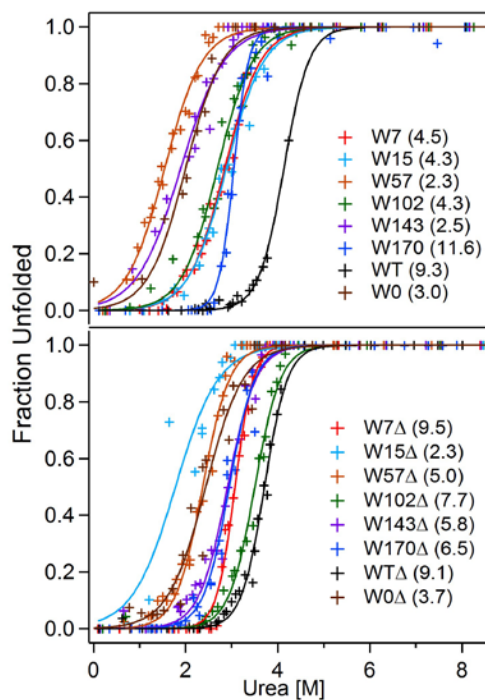 1.0
0.8
0.6
0.4
0.2
0.0
W7 (4.5)
W15 (4.3)
W57 (2.3)
W102 (4.3)
W143 (2.5)
W170 (11.6)
WT (9.3)
W0 (3.0)
Fraction Unfolded
1.0
0.8
0.6
0.4
0.2
0.0
W7Δ (9.5)
W15Δ (2.3)
W57Δ (5.0)
W102Δ (7.7)
W143Δ (5.8)
W170Δ (6.5)
WTΔ (9.1)
W0Δ (3.7)
0 2 4 6 8
Urea [M]